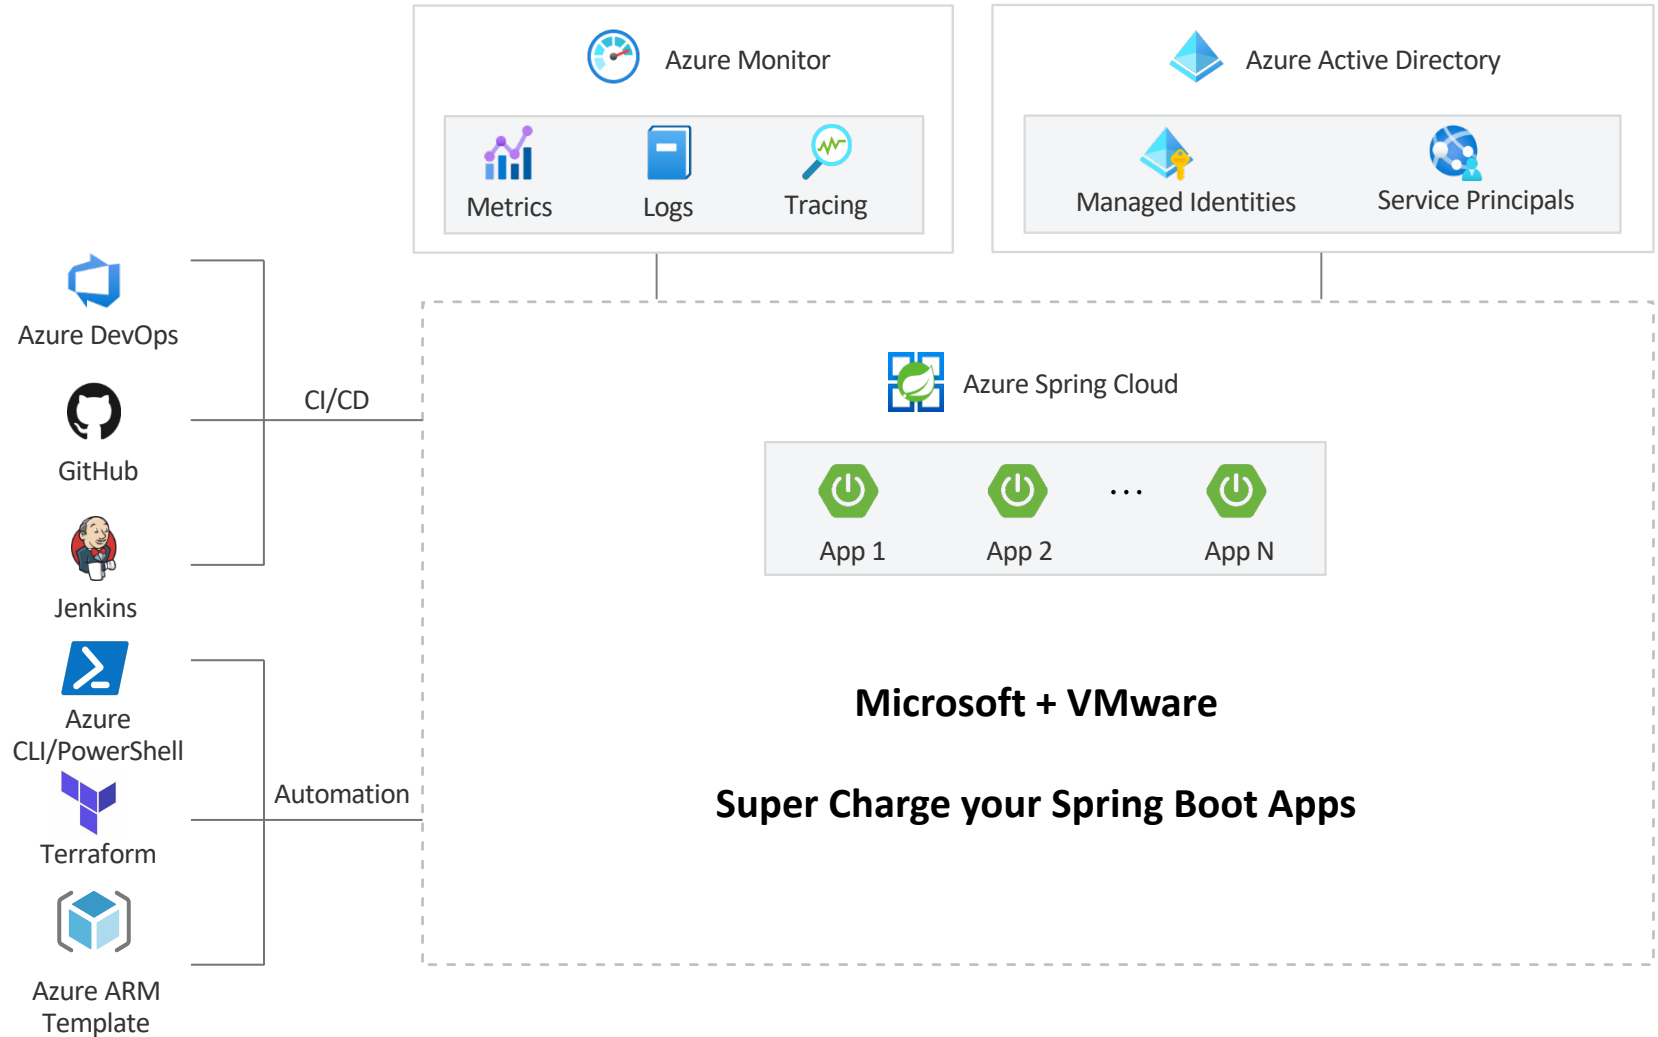 Azure Monitor
Metrics
Logs
Tracing
Azure Active Directory
Managed Identities
Service Principals
Azure DevOps
GitHub
Jenkins
CI/CD
Azure
CLI/PowerShell
Terraform
Azure ARM
Template
Automation
Azure Spring Cloud
App 1
App 2
...
App N
Microsoft + VMware
Super Charge your Spring Boot Apps